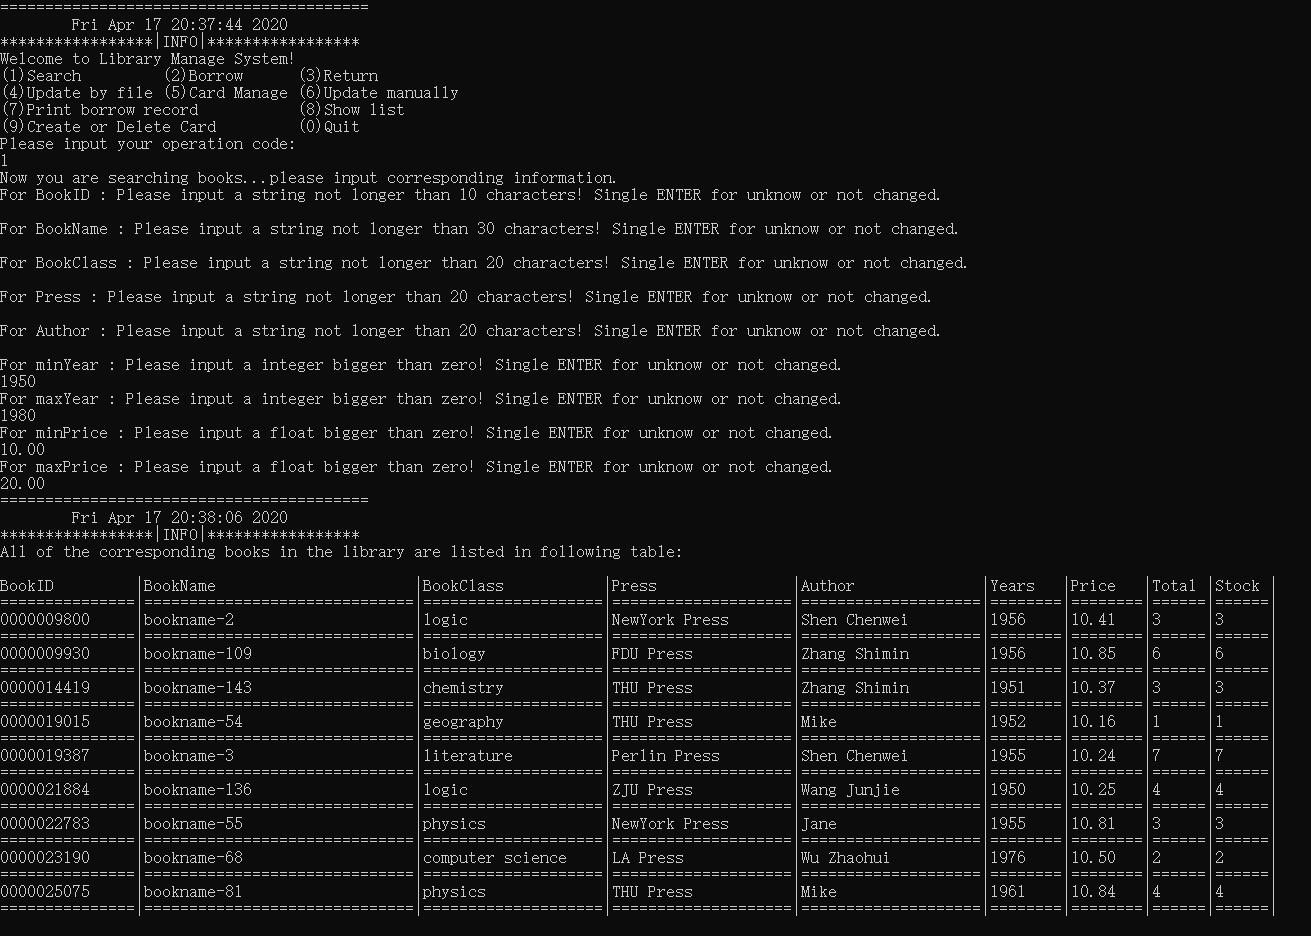 =========================================
Fri Apr 17 20:37:44 2020
*****************|INFO|*****************
Welcome to Library Manage System!
(1)Search (2)Borrow (3)Return
(4)Update by file (5)Card Manage (6)Update manually
(7)Print borrow record (8)Show list
(9)Create or Delete Card (0)Quit
Please input your operation code:
1
Now you are searching books...please input corresponding information.
For BookID : Please input a string not longer than 10 characters! Single ENTER for unknow or not changed.
For BookName : Please input a string not longer than 30 characters! Single ENTER for unknow or not changed.
For BookClass : Please input a string not longer than 20 characters! Single ENTER for unknow or not changed.
For Press : Please input a string not longer than 20 characters! Single ENTER for unknow or not changed.
For Author : Please input a string not longer than 20 characters! Single ENTER for unknow or not changed.
For minYear : Please input a integer bigger than zero! Single ENTER for unknow or not changed.
1950
For maxYear : Please input a integer bigger than zero! Single ENTER for unknow or not changed.
1980
For minPrice : Please input a float bigger than zero! Single ENTER for unknow or not changed.
10.00
For maxPrice : Please input a float bigger than zero! Single ENTER for unknow or not changed.
20.00
=========================================
Fri Apr 17 20:38:06 2020
*****************|INFO|*****************
All of the corresponding books in the library are listed in following table:
BookID |BookName |BookClass |Press |Author |Years |Price |Total |Stock |
===============|==============================|====================|====================|====================|========|========|======|======|
0000009800 |bookname-2 |logic |NewYork Press |Shen Chenwei |1956 |10.41 |3 |3 |
===============|==============================|====================|====================|====================|========|========|======|======|
0000009930 |bookname-109 |biology |FDU Press |Zhang Shimin |1956 |10.85 |6 |6 |
===============|==============================|====================|====================|====================|========|========|======|======|
0000014419 |bookname-143 |chemistry |THU Press |Zhang Shimin |1951 |10.37 |3 |3 |
===============|==============================|====================|====================|====================|========|========|======|======|
0000019015 |bookname-54 |geography |THU Press |Mike |1952 |10.16 |1 |1 |
===============|==============================|====================|====================|====================|========|========|======|======|
0000019387 |bookname-3 |literature |Perlin Press |Shen Chenwei |1955 |10.24 |7 |7 |
===============|==============================|====================|====================|====================|========|========|======|======|
0000021884 |bookname-136 |logic |ZJU Press |Wang Junjie |1950 |10.25 |4 |4 |
===============|==============================|====================|====================|====================|========|========|======|======|
0000022783 |bookname-55 |physics |NewYork Press |Jane |1955 |10.81 |3 |3 |
===============|==============================|====================|====================|====================|========|========|======|======|
0000023190 |bookname-68 |computer science |LA Press |Wu Zhaohui |1976 |10.50 |2 |2 |
===============|==============================|====================|====================|====================|========|========|======|======|
0000025075 |bookname-81 |physics |THU Press |Mike |1961 |10.84 |4 |4 |
===============|==============================|====================|====================|====================|========|========|======|======|